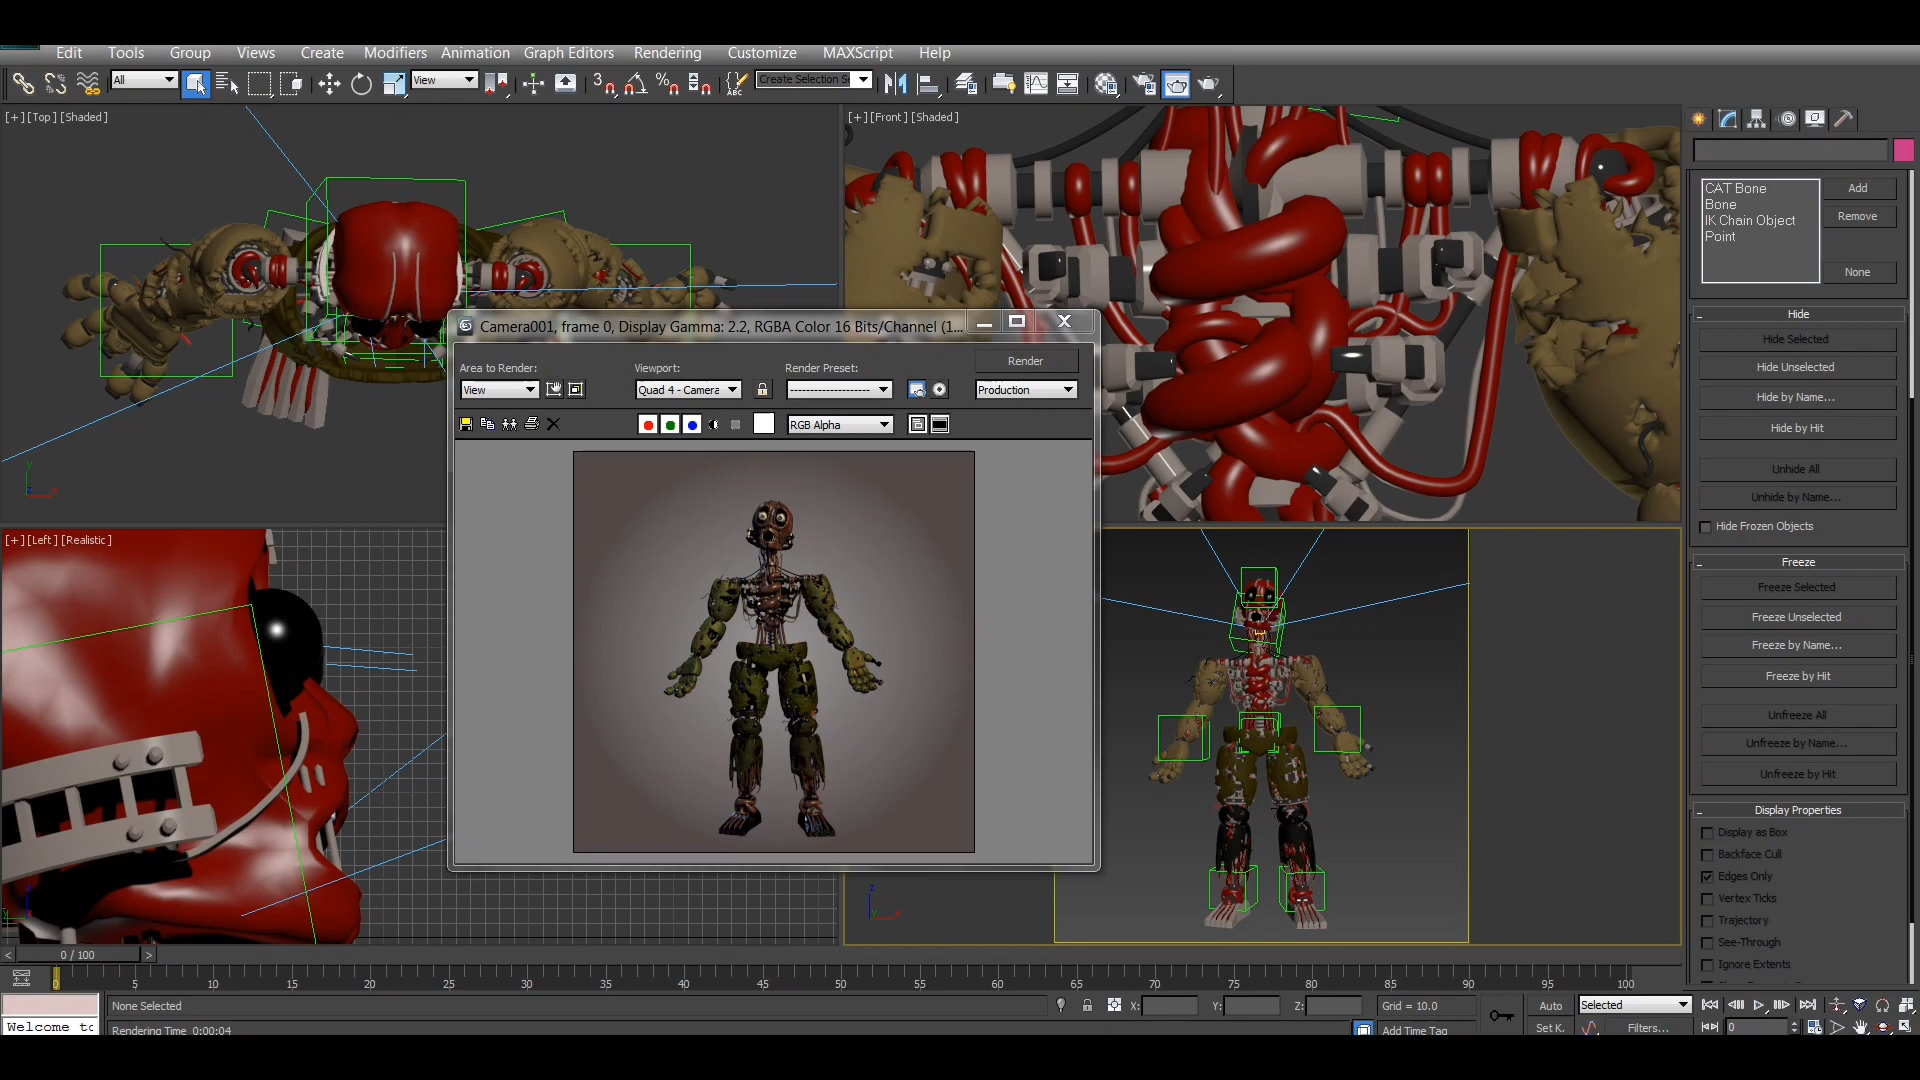 Edit Tools Group Views Create Modifiers Animation Graph Editors Rendering Customize MAXScript Help
All View 3 % ABC Create Selection Se
[+][Top][Shaded]
[+][Front][Shaded]
CAT Bone
Bone
IK Chain Object
Point
Add
Remove
None
- Hide
Hide Selected
Hide Unselected
Hide by Name...
Hide by Hit
Unhide All
Unhide by Name...
Hide Frozen Objects
- Freeze
Freeze Selected
Freeze Unselected
Freeze by Name...
Freeze by Hit
Unfreeze All
Unfreeze by Name...
Unfreeze by Hit
- Display Properties
Display as Box
Backface Cull
Edges Only
Vertex Ticks
Trajectory
See-Through
Ignore Extents
Camera001, frame 0, Display Gamma: 2.2, RGBA Color 16 Bits/Channel (1...
Area to Render: Viewport: Render Preset: Render
View Quad 4 - Camera -------------------- Production
RGB Alpha
[+][Left][Realistic]
< 0 / 100 >
0 5 10 15 20 25 30 35 40 45 50 55 60 65 70 75 80 85 90 95 100
None Selected X: Y: Z: Grid = 10.0 Auto Selected
Welcome to Rendering Time 0:00:04 Add Time Tag Set K. Filters... 0